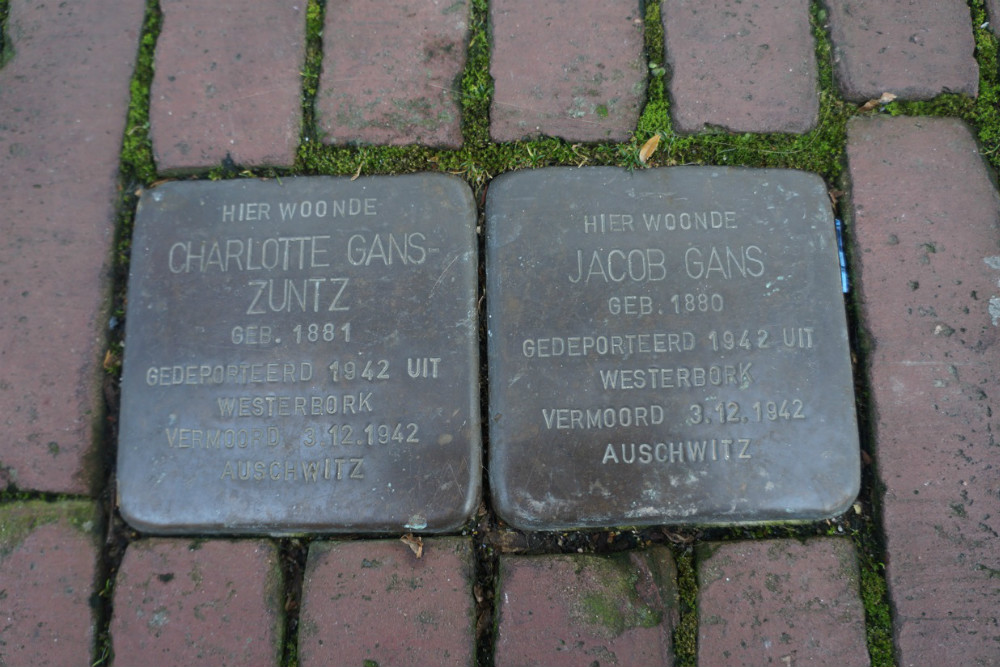 HIER WOONDE
CHARLOTTE GANS-
ZUNTZ
GEB. 1881
GEDEPORTEERD 1942 UIT
WESTERBORK
VERMOORD 3.12.1942
AUSCHWITZ
HIER WOONDE
JACOB GANS
GEB. 1880
GEDEPORTEERD 1942 UIT
WESTERBORK
VERMOORD 3.12.1942
AUSCHWITZ